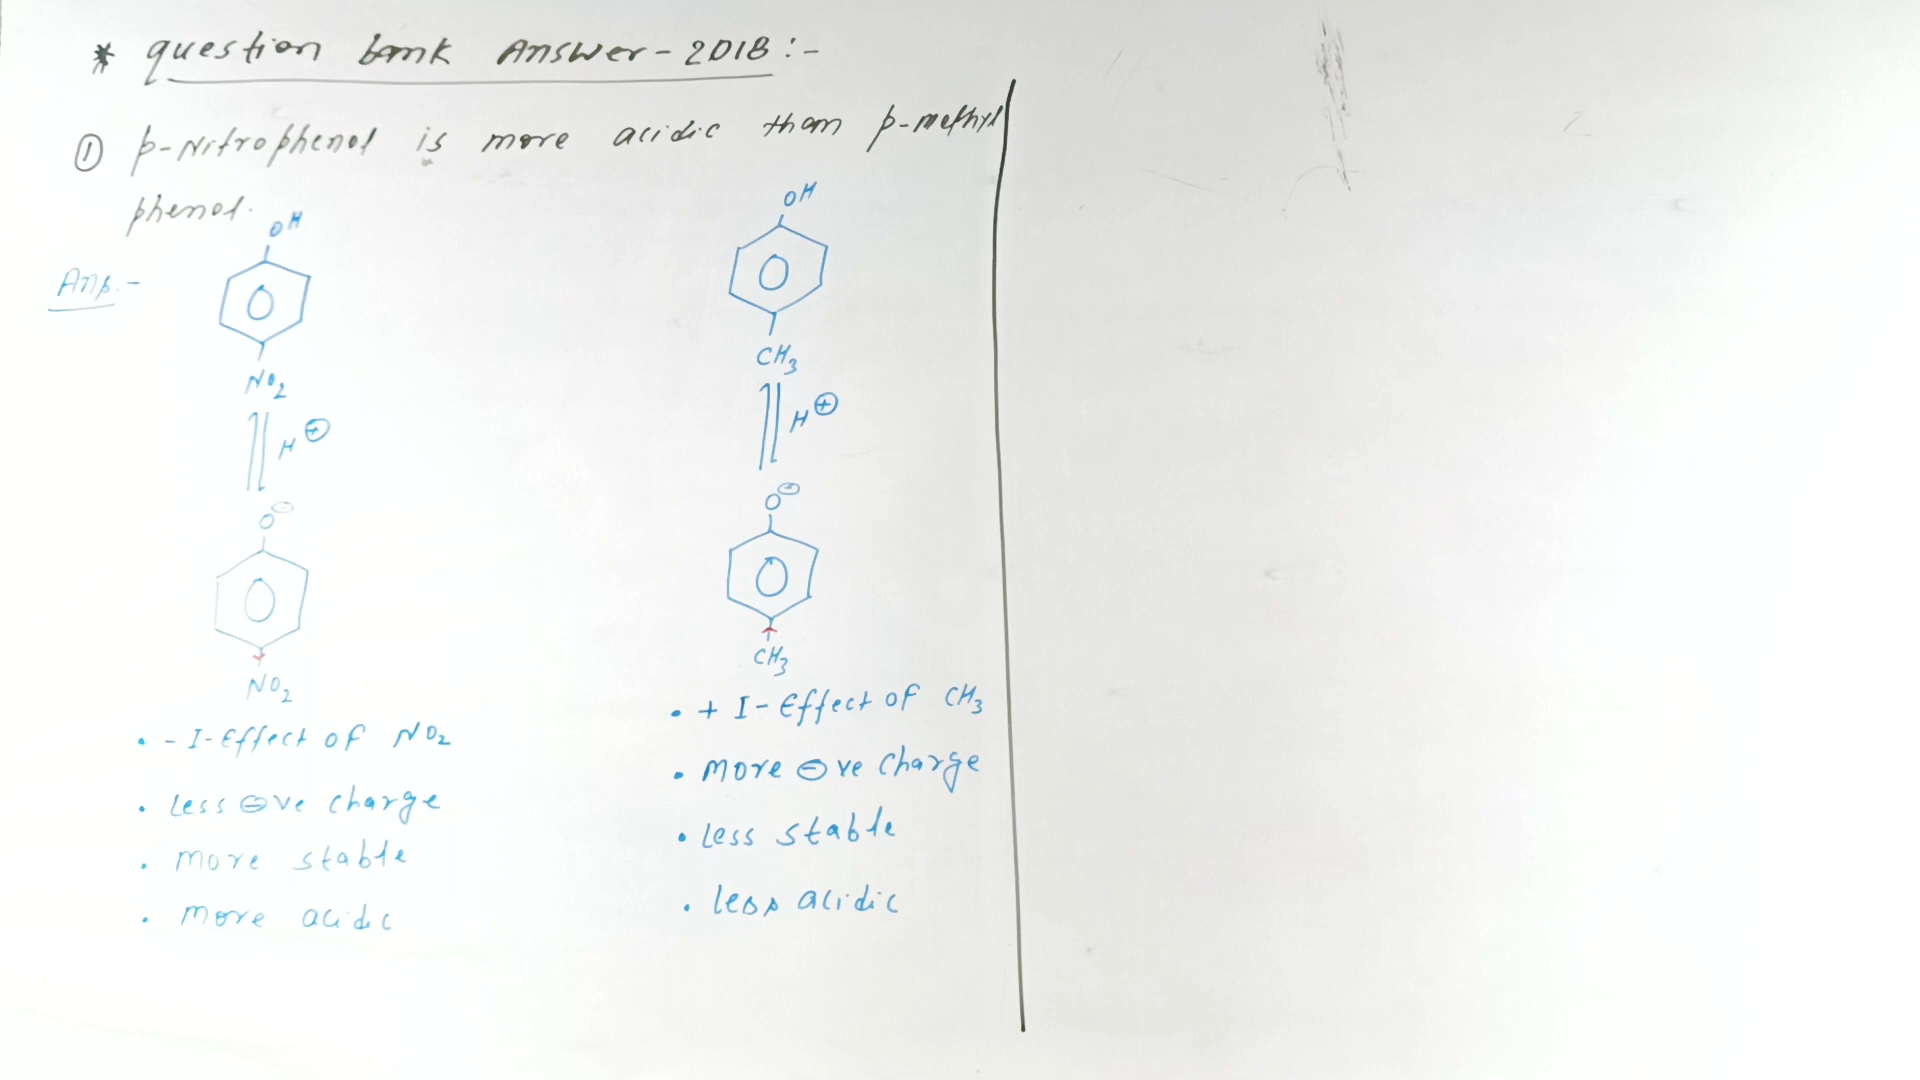 * question bank Answer - 2018 :-
① p-Nitrophenol is more acidic than p-methyl
phenol.
Ans.-
OH
NO2
H⊕
O⊖
NO2
• - I-Effect of NO2
• Less ⊖ve charge
• more stable
• more acidic
OH
CH3
H⊕
O⊖
CH3
• + I-Effect of CH3
• more ⊖ve charge
• Less stable
• less acidic